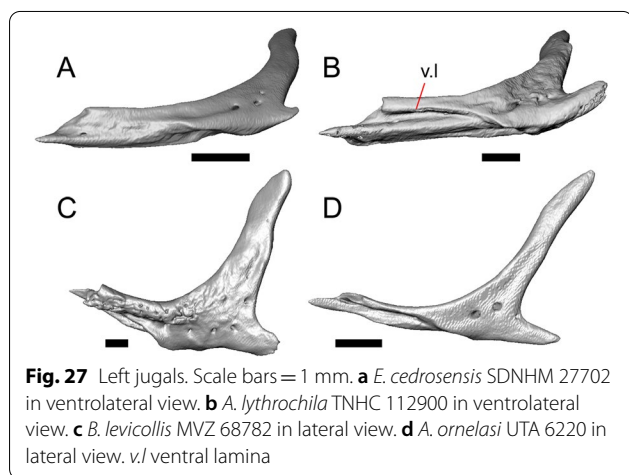 A
B
v.l
C
D
Fig. 27 Left jugals. Scale bars = 1 mm. a E. cedrosensis SDNHM 27702
in ventrolateral view. b A. lythrochila TNHC 112900 in ventrolateral
view. c B. levicollis MVZ 68782 in lateral view. d A. ornelasi UTA 6220 in
lateral view. v.l ventral lamina